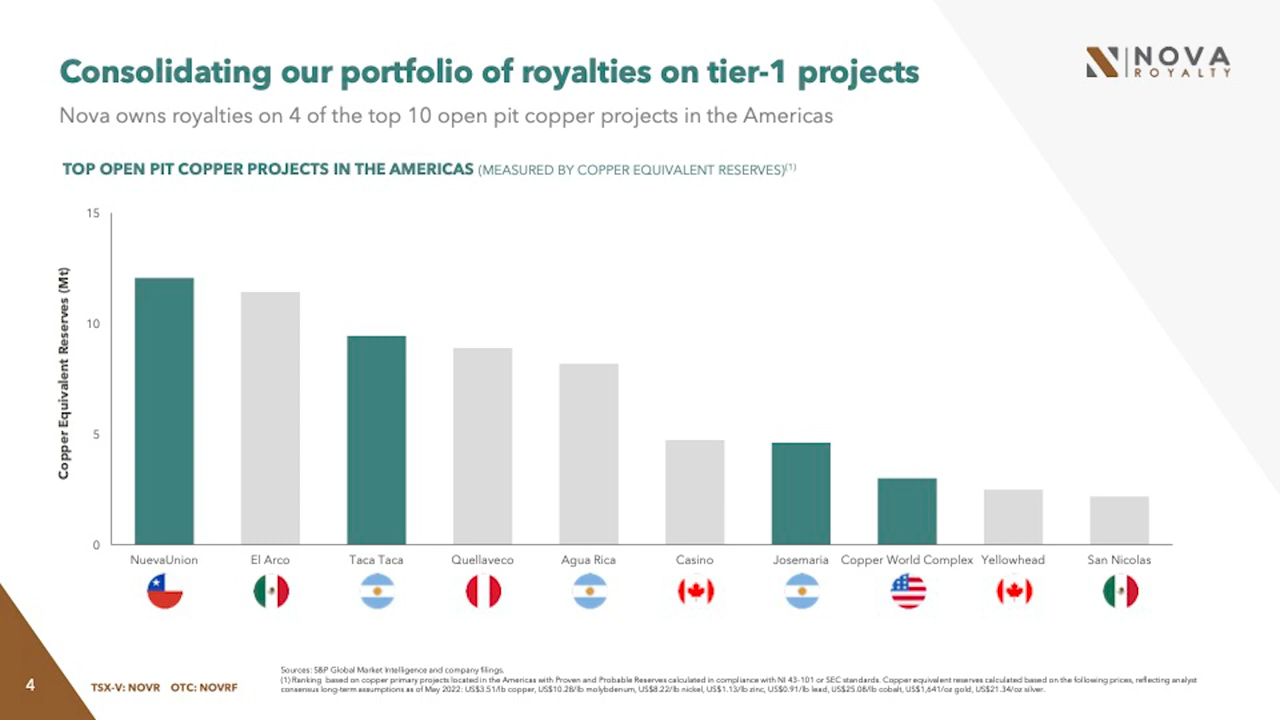 Consolidating our portfolio of royalties on tier-1 projects
NOVA
ROYALTY
Nova owns royalties on 4 of the top 10 open pit copper projects in the Americas
TOP OPEN PIT COPPER PROJECTS IN THE AMERICAS (MEASURED BY COPPER EQUIVALENT RESERVES)(1)
Copper Equivalent Reserves (Mt)
15
10
5
0
NuevaUnion El Arco Taca Taca Quellaveco Agua Rica Casino Josemaria Copper World Complex Yellowhead San Nicolas
4
TSX-V: NOVR OTC: NOVRF
Sources: S&P Global Market Intelligence and company filings.
(1) Ranking based on copper primary projects located in the Americas with Proven and Probable Reserves calculated in compliance with NI 43-101 or SEC standards. Copper equivalent reserves calculated based on the following prices, reflecting analyst
consensus long-term assumptions as of May 2022: US$3.51/lb copper, US$10.28/lb molybdenum, US$8.22/lb nickel, US$1.13/lb zinc, US$0.91/lb lead, US$25.08/lb cobalt, US$1,641/oz gold, US$21.34/oz silver.